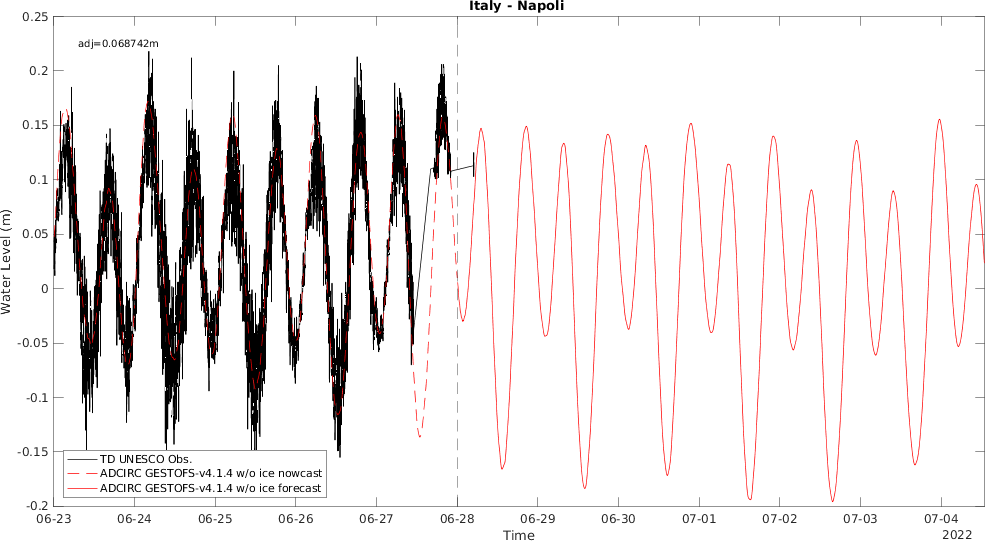 Italy - Napoli
adj=0.068742m
Water Level (m)
0.25
0.2
0.15
0.1
0.05
0
-0.05
-0.1
-0.15
-0.2
TD UNESCO Obs.
ADCIRC GESTOFS-v4.1.4 w/o ice nowcast
ADCIRC GESTOFS-v4.1.4 w/o ice forecast
06-23 06-24 06-25 06-26 06-27 06-28 06-29 06-30 07-01 07-02 07-03 07-04
Time
2022